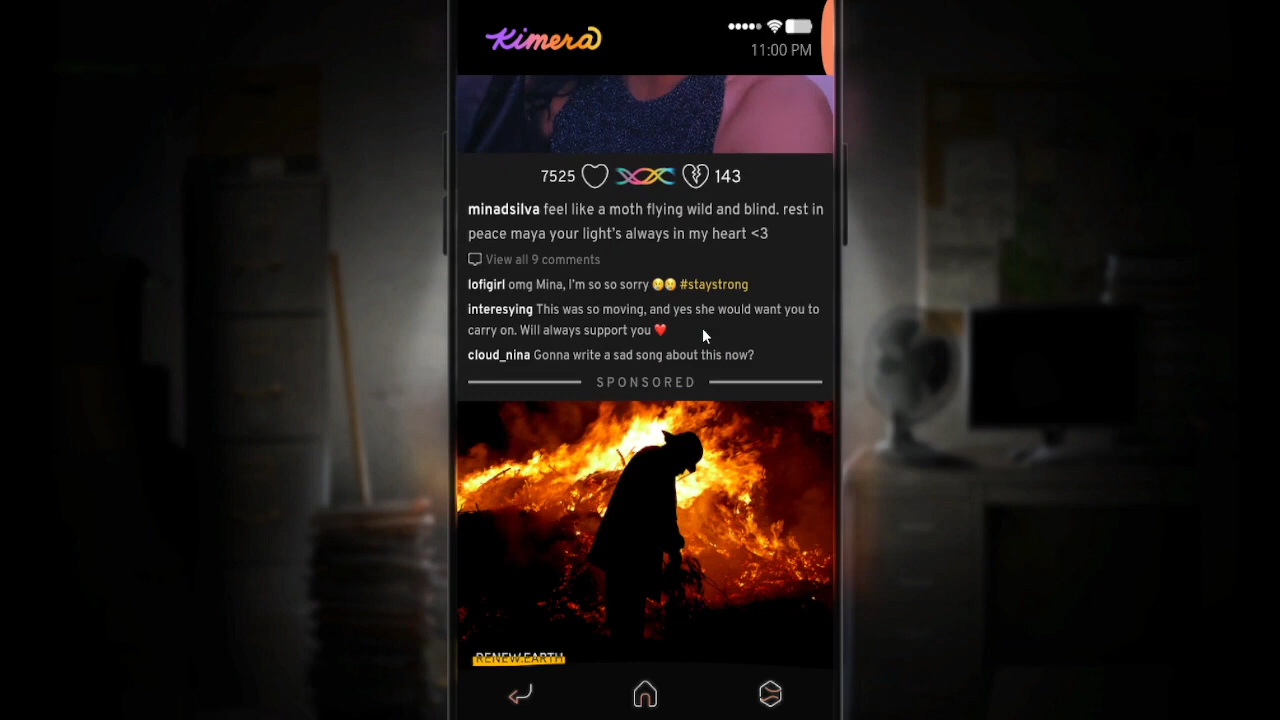 Kimera
11:00 PM
7525 143
minadsilva feel like a moth flying wild and blind. rest in
peace maya your light's always in my heart <3
View all 9 comments
lofigirl omg Mina, I'm so so sorry 🥺🥺 #staystrong
interesying This was so moving, and yes she would want you to
carry on. Will always support you ❤️
cloud_nina Gonna write a sad song about this now?
SPONSORED
RENEW.EARTH